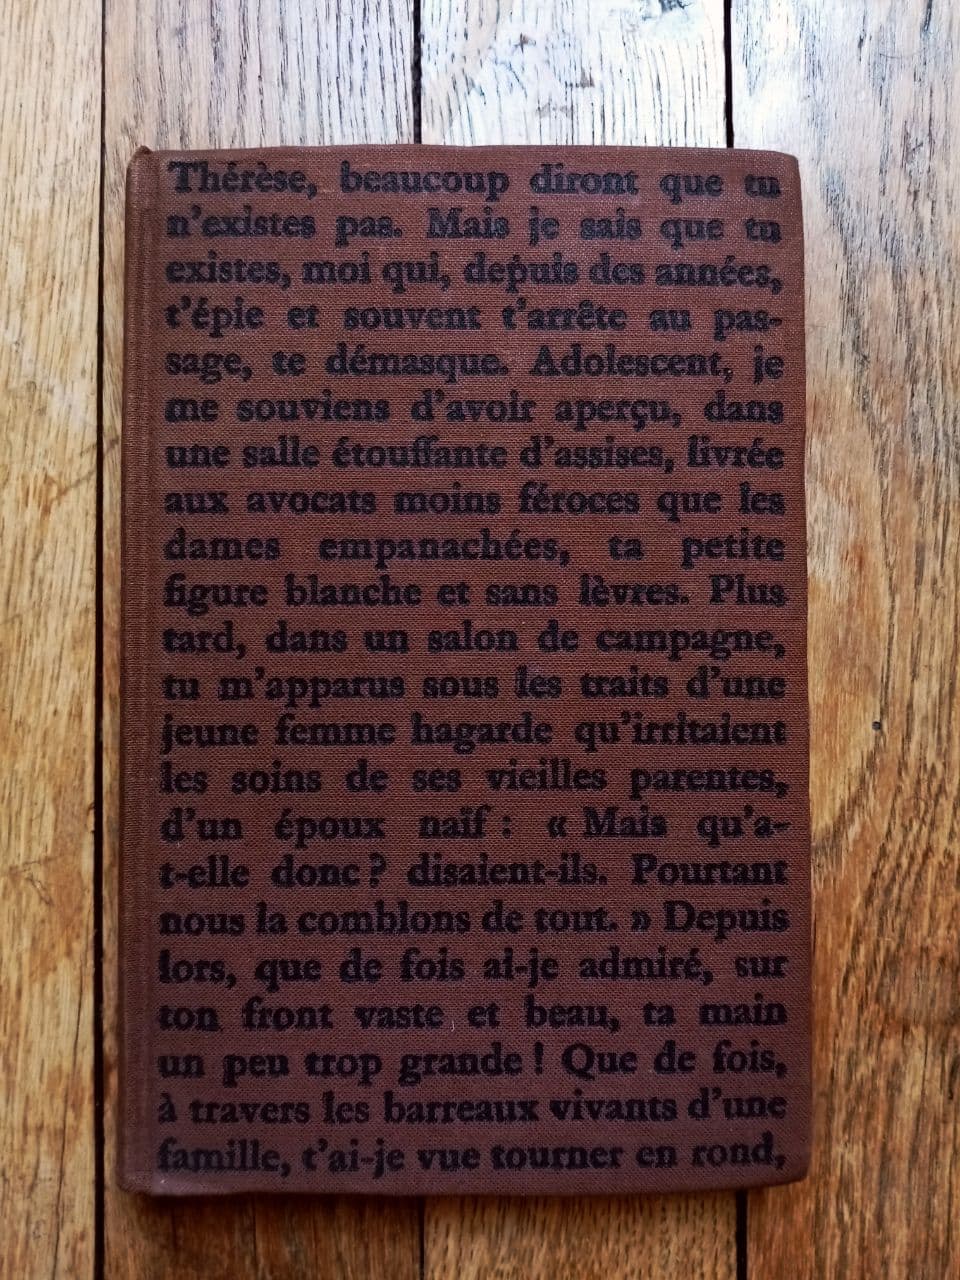 Thérèse, beaucoup diront que tu
n'existes pas. Mais je sais que tu
existes, moi qui, depuis des années,
t'épie et souvent t'arrête au pas-
sage, te démasque. Adolescent, je
me souviens d'avoir aperçu, dans
une salle étouffante d'assises, livrée
aux avocats moins féroces que les
dames empanachées, ta petite
figure blanche et sans lèvres. Plus
tard, dans un salon de campagne,
tu m'apparus sous les traits d'une
jeune femme hagarde qu'irritaient
les soins de ses vieilles parentes,
d'un époux naïf : « Mais qu'a-
t-elle donc ? disaient-ils. Pourtant
nous la comblons de tout. » Depuis
lors, que de fois ai-je admiré, sur
ton front vaste et beau, ta main
un peu trop grande ! Que de fois,
à travers les barreaux vivants d'une
famille, t'ai-je vue tourner en rond,